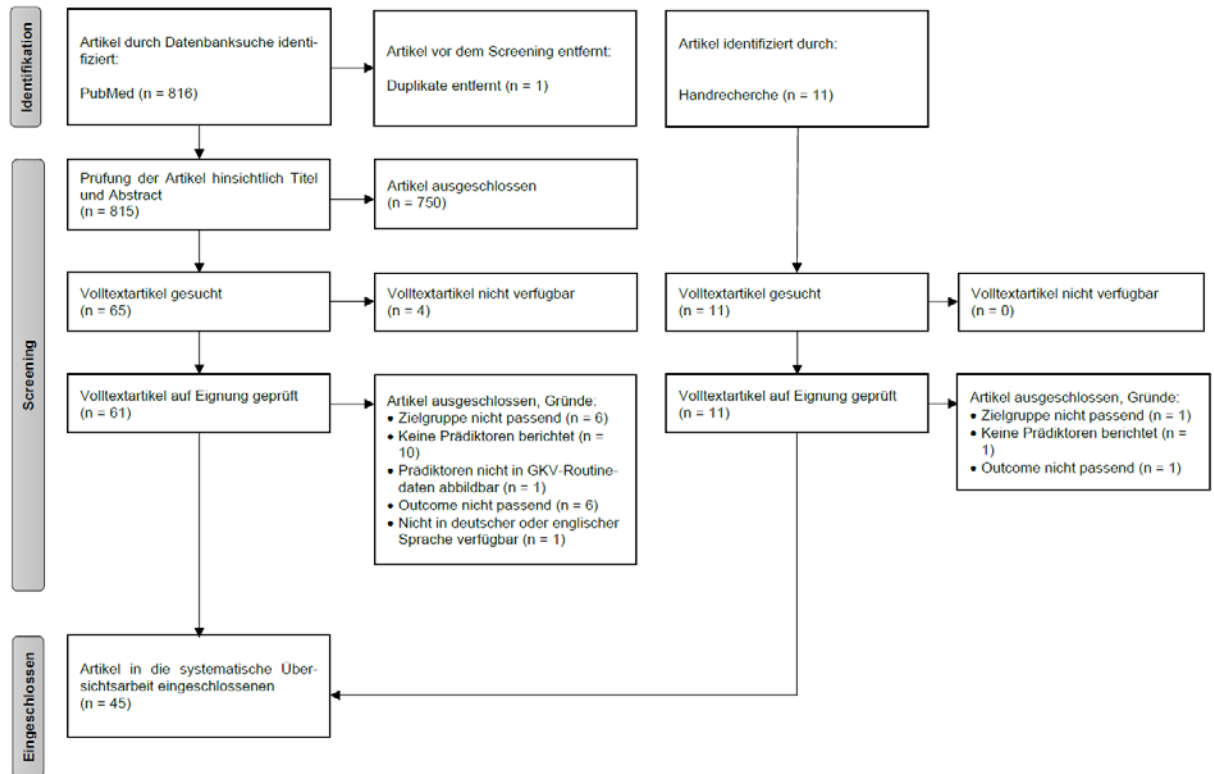 Identifikation
Artikel durch Datenbanksuche identi-
fiziert:
PubMed (n = 816)
Artikel vor dem Screening entfernt:
Duplikate entfernt (n = 1)
Artikel identifiziert durch:
Handrecherche (n = 11)
Screening
Prüfung der Artikel hinsichtlich Titel
und Abstract
(n = 815)
Artikel ausgeschlossen
(n = 750)
Volltextartikel gesucht
(n = 65)
Volltextartikel nicht verfügbar
(n = 4)
Volltextartikel gesucht
(n = 11)
Volltextartikel nicht verfügbar
(n = 0)
Volltextartikel auf Eignung geprüft
(n = 61)
Artikel ausgeschlossen, Gründe:
• Zielgruppe nicht passend (n = 6)
• Keine Prädiktoren berichtet (n =
10)
• Prädiktoren nicht in GKV-Routine-
daten abbildbar (n = 1)
• Outcome nicht passend (n = 6)
• Nicht in deutscher oder englischer
Sprache verfügbar (n = 1)
Volltextartikel auf Eignung geprüft
(n = 11)
Artikel ausgeschlossen, Gründe:
• Zielgruppe nicht passend (n = 1)
• Keine Prädiktoren berichtet (n =
1)
• Outcome nicht passend (n = 1)
Eingeschlossen
Artikel in die systematische Über-
sichtsarbeit eingeschlossenen
(n = 45)